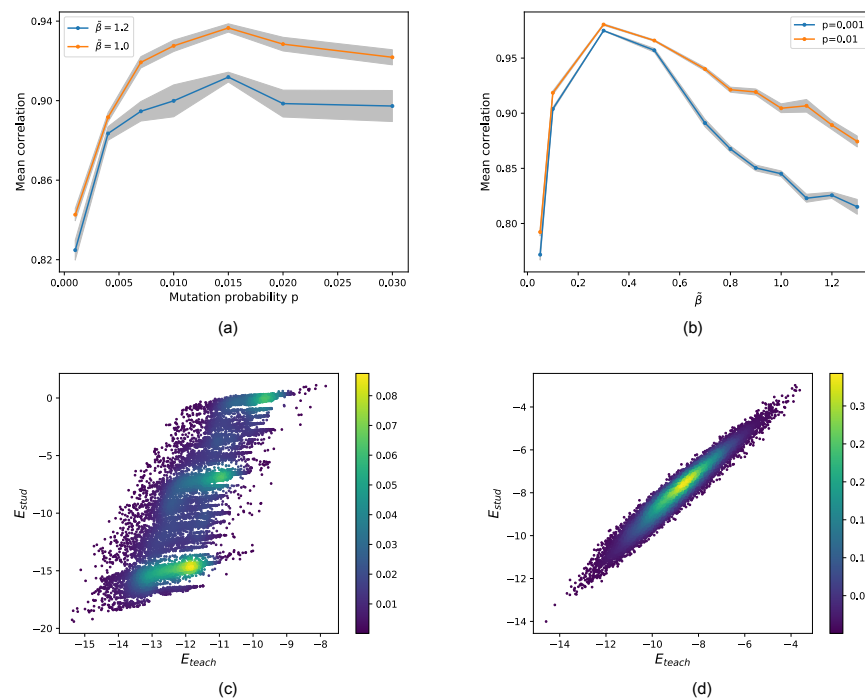 0.94
0.90
0.86
0.82
Mean correlation
β̃ = 1.2
β̃ = 1.0
0.000 0.005 0.010 0.015 0.020 0.025 0.030
Mutation probability p
(a)
0.95
0.90
0.85
0.80
Mean correlation
p=0.001
p=0.01
0.0 0.2 0.4 0.6 0.8 1.0 1.2
β̃
(b)
0
−5
−10
−15
−20
E_stud
−15 −14 −13 −12 −11 −10 −9 −8
E_teach
0.08
0.07
0.06
0.05
0.04
0.03
0.02
0.01
(c)
−4
−6
−8
−10
−12
−14
E_stud
−14 −12 −10 −8 −6 −4
E_teach
0.3
0.2
0.2
0.1
0.1
0.0
(d)